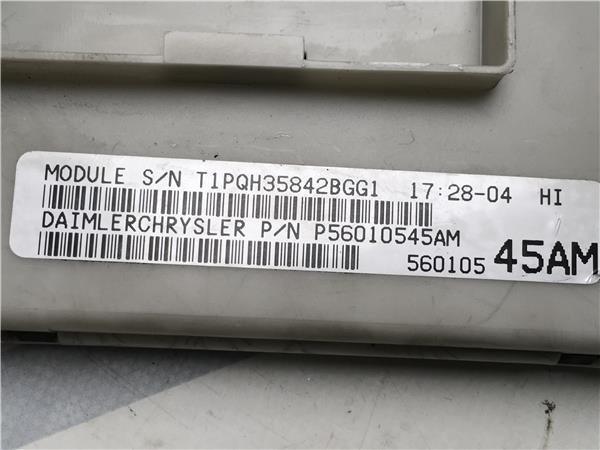 MODULE S/N T1PQH35842BGG1 17:28-04 HI
DAIMLERCHRYSLER P/N P56010545AM
560105 45AM